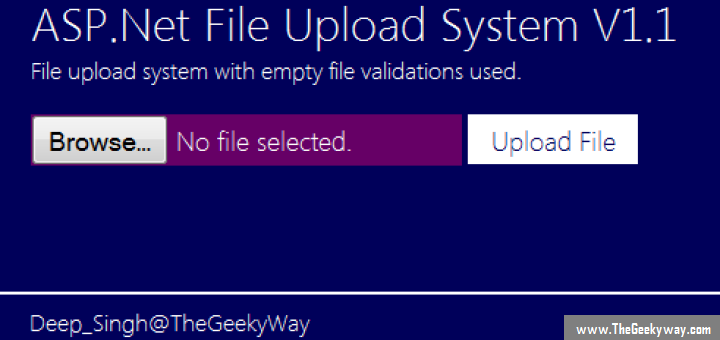 ASP.Net File Upload System V1.1
File upload system with empty file validations used.
Browse... No file selected. Upload File
Deep_Singh@TheGeekyWay
www.TheGeekyway.com